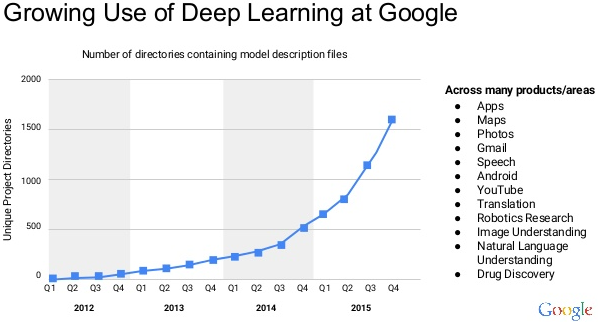 Growing Use of Deep Learning at Google
Number of directories containing model description files
Unique Project Directories
2000
1500
1000
500
0
Q1 Q2 Q3 Q4 Q1 Q2 Q3 Q4 Q1 Q2 Q3 Q4 Q1 Q2 Q3 Q4
2012 2013 2014 2015
Across many products/areas
● Apps
● Maps
● Photos
● Gmail
● Speech
● Android
● YouTube
● Translation
● Robotics Research
● Image Understanding
● Natural Language
Understanding
● Drug Discovery
Google